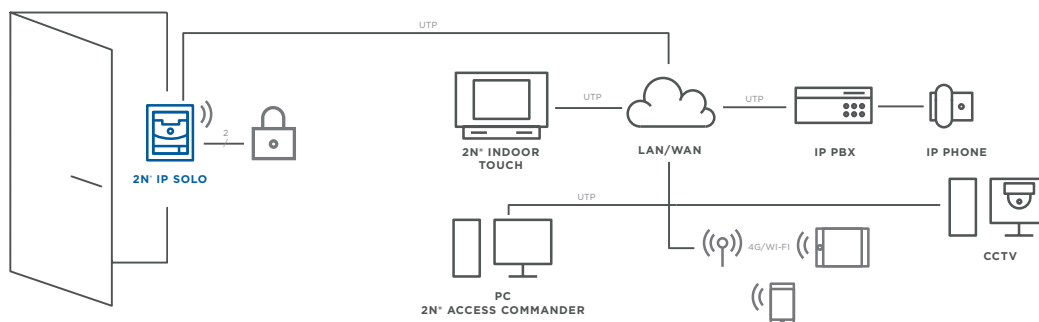 UTP
2
2N® IP SOLO
2N® INDOOR
TOUCH
UTP
LAN/WAN
UTP
IP PBX
IP PHONE
UTP
4G/WI-FI
CCTV
PC
2N® ACCESS COMMANDER